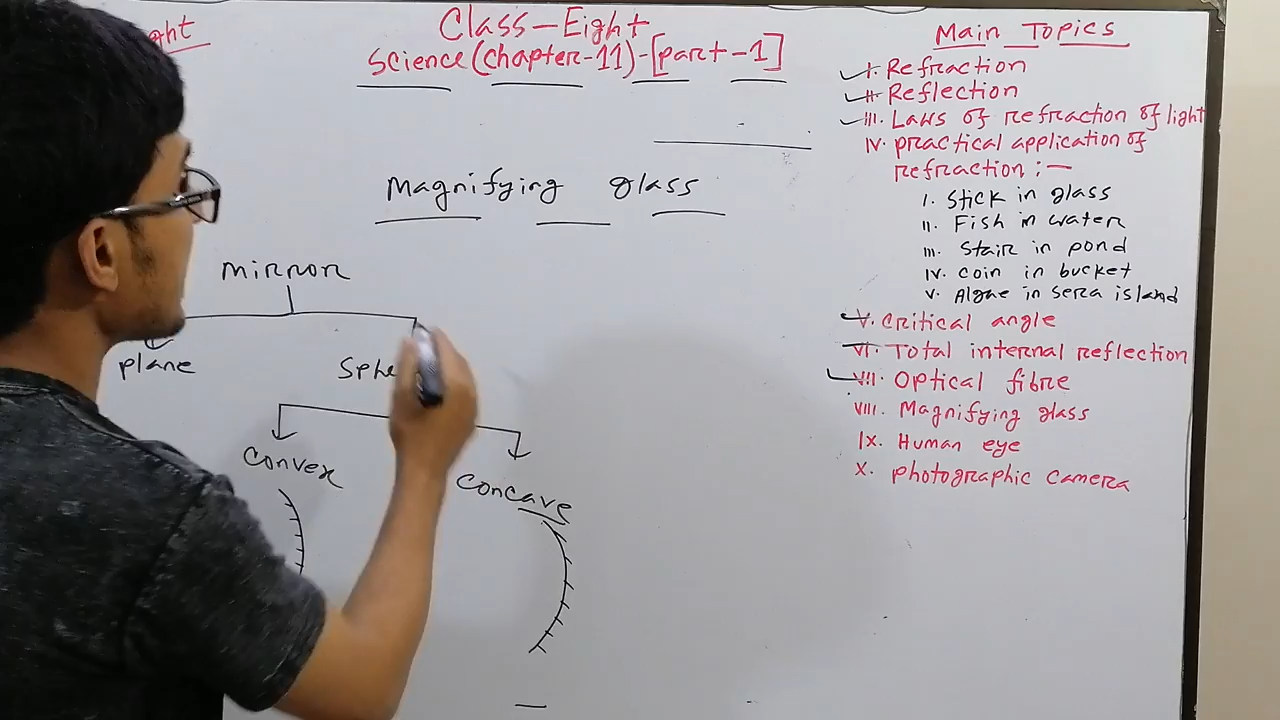 Class-Eight
Science(chapter-11)-[part-1]
Magnifying glass
Mirror
plane
Convex
Concave
Main Topics
I. Refraction
II. Reflection
III. Laws of refraction of light
IV. practical application of
refraction :-
I. Stick in glass
II. Fish in water
III. Stair in pond
IV. coin in bucket
V. Algae in Sera island
V. Critical angle
VI. Total internal reflection
VII. Optical fibre
VIII. Magnifying glass
IX. Human eye
X. photographic camera